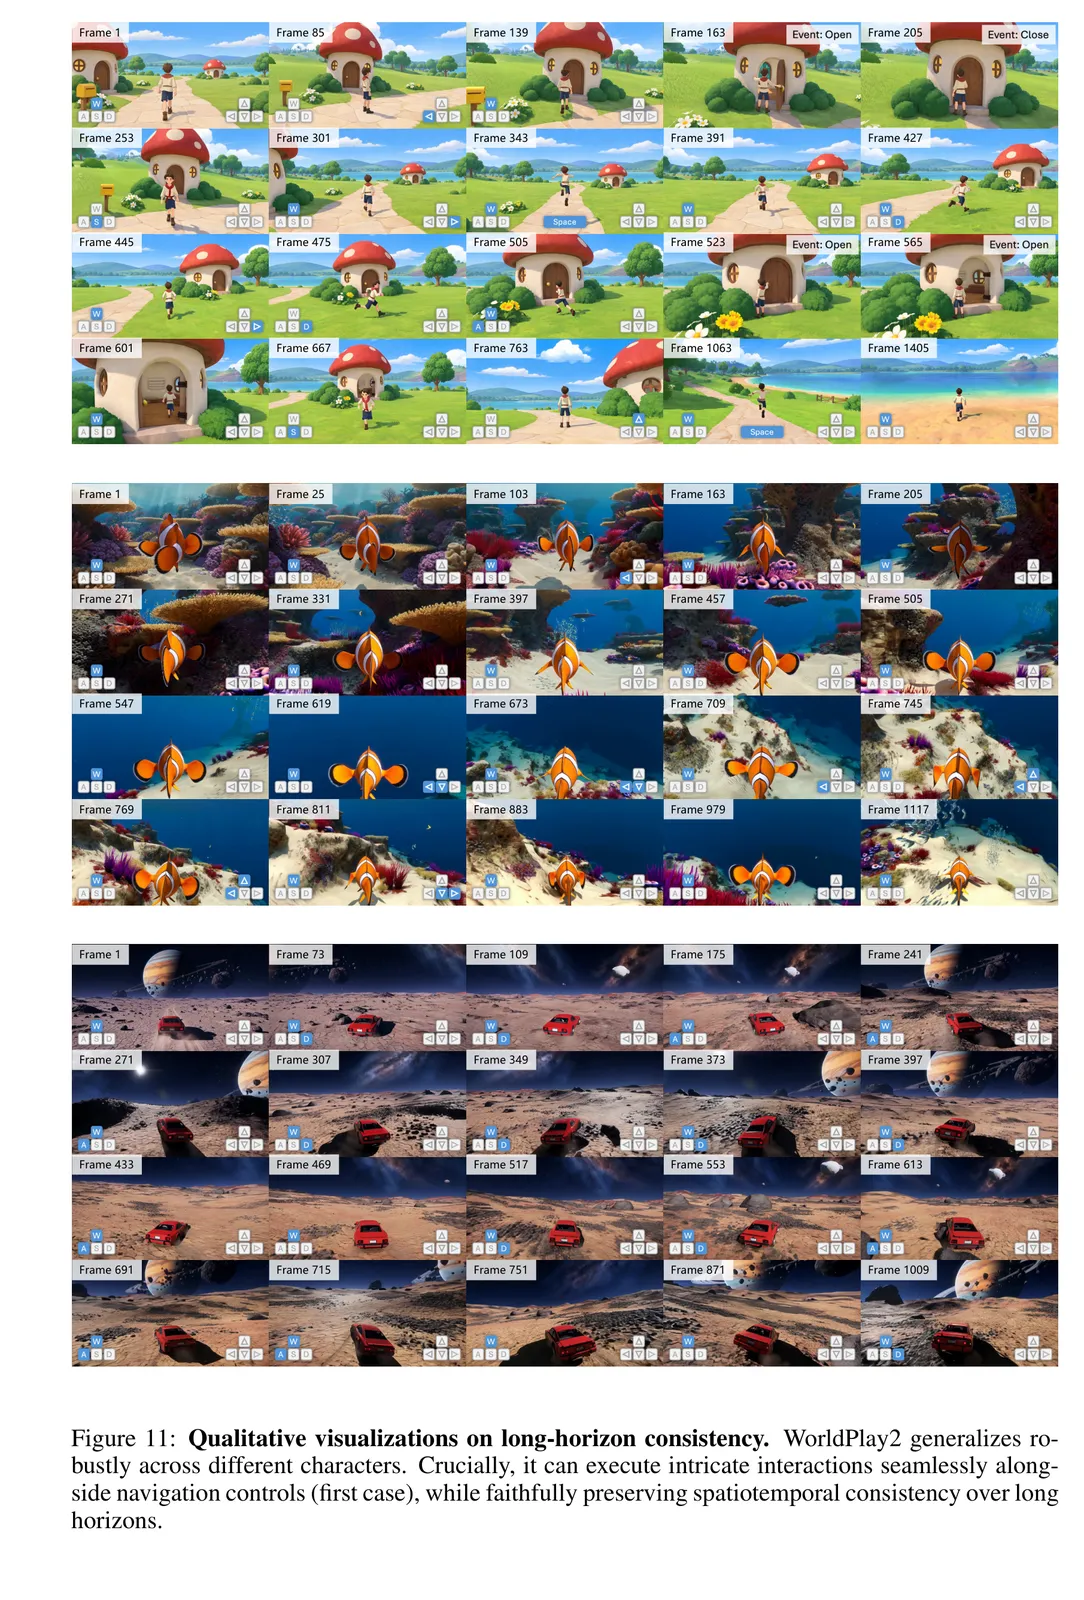 Frame 1 Frame 85 Frame 139 Frame 163 Event: Open Frame 205 Event: Close
W W W W W
A S D A S D A S D A S D A S D
Frame 253 Frame 301 Frame 343 Frame 391 Frame 427
W W W W W
A S D A S D A S D Space A S D A S D
Frame 445 Frame 475 Frame 505 Frame 523 Event: Open Frame 565 Event: Open
W W W W W
A S D A S D A S D A S D A S D
Frame 601 Frame 667 Frame 763 Frame 1063 Frame 1405
W W W W W
A S D A S D A S D A S D Space A S D
Frame 1 Frame 25 Frame 103 Frame 163 Frame 205
W W W W W
A S D A S D A S D A S D A S D
Frame 271 Frame 331 Frame 397 Frame 457 Frame 505
W W W W W
A S D A S D A S D A S D A S D
Frame 547 Frame 619 Frame 673 Frame 709 Frame 745
W W W W W
A S D A S D A S D A S D A S D
Frame 769 Frame 811 Frame 883 Frame 979 Frame 1117
W W W W W
A S D A S D A S D A S D A S D
Frame 1 Frame 73 Frame 109 Frame 175 Frame 241
W W W W W
A S D A S D A S D A S D A S D
Frame 271 Frame 307 Frame 349 Frame 373 Frame 397
W W W W W
A S D A S D A S D A S D A S D
Frame 433 Frame 469 Frame 517 Frame 553 Frame 613
W W W W W
A S D A S D A S D A S D A S D
Frame 691 Frame 715 Frame 751 Frame 871 Frame 1009
W W W W W
A S D A S D A S D A S D A S D
Figure 11: Qualitative visualizations on long-horizon consistency. WorldPlay2 generalizes ro-
bustly across different characters. Crucially, it can execute intricate interactions seamlessly along-
side navigation controls (first case), while faithfully preserving spatiotemporal consistency over long
horizons.